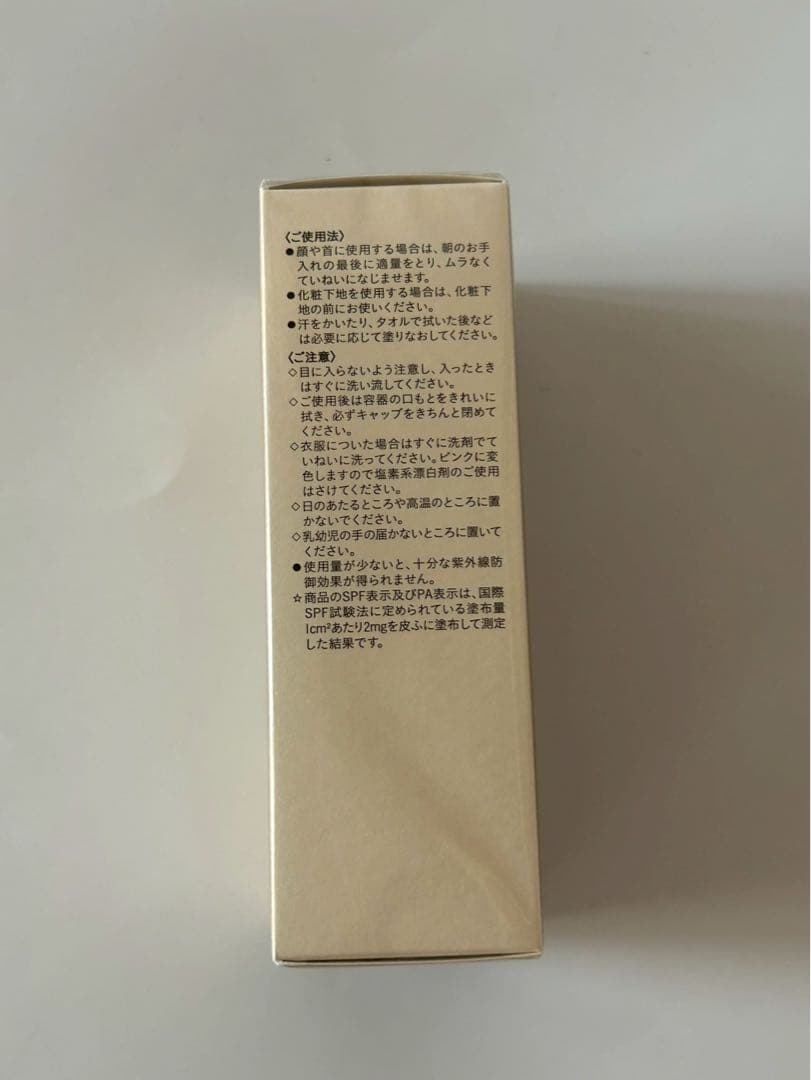 〈ご使用法〉
●顔や首に使用する場合は、朝のお手
入れの最後に適量をとり、ムラなく
ていねいになじませます。
●化粧下地を使用する場合は、化粧下
地の前にお使いください。
●汗をかいたり、タオルで拭いた後など
は必要に応じて塗りなおしてください。
〈ご注意〉
◇目に入らないよう注意し、入ったとき
はすぐに洗い流してください。
◇ご使用後は容器の口もとをきれいに
拭き、必ずキャップをきちんと閉めて
ください。
◇衣服についた場合はすぐに洗剤でて
いねいに洗ってください。ピンクに変
色しますので塩素系漂白剤のご使用
はさけてください。
◇日のあたるところや高温のところに置
かないでください。
◇乳幼児の手の届かないところに置いて
ください。
●使用量が少ないと、十分な紫外線防
御効果が得られません。
☆商品のSPF表示及びPA表示は、国際
SPF試験法に定められている塗布量
1cm²あたり2mgを皮ふに塗布して測定
した結果です。